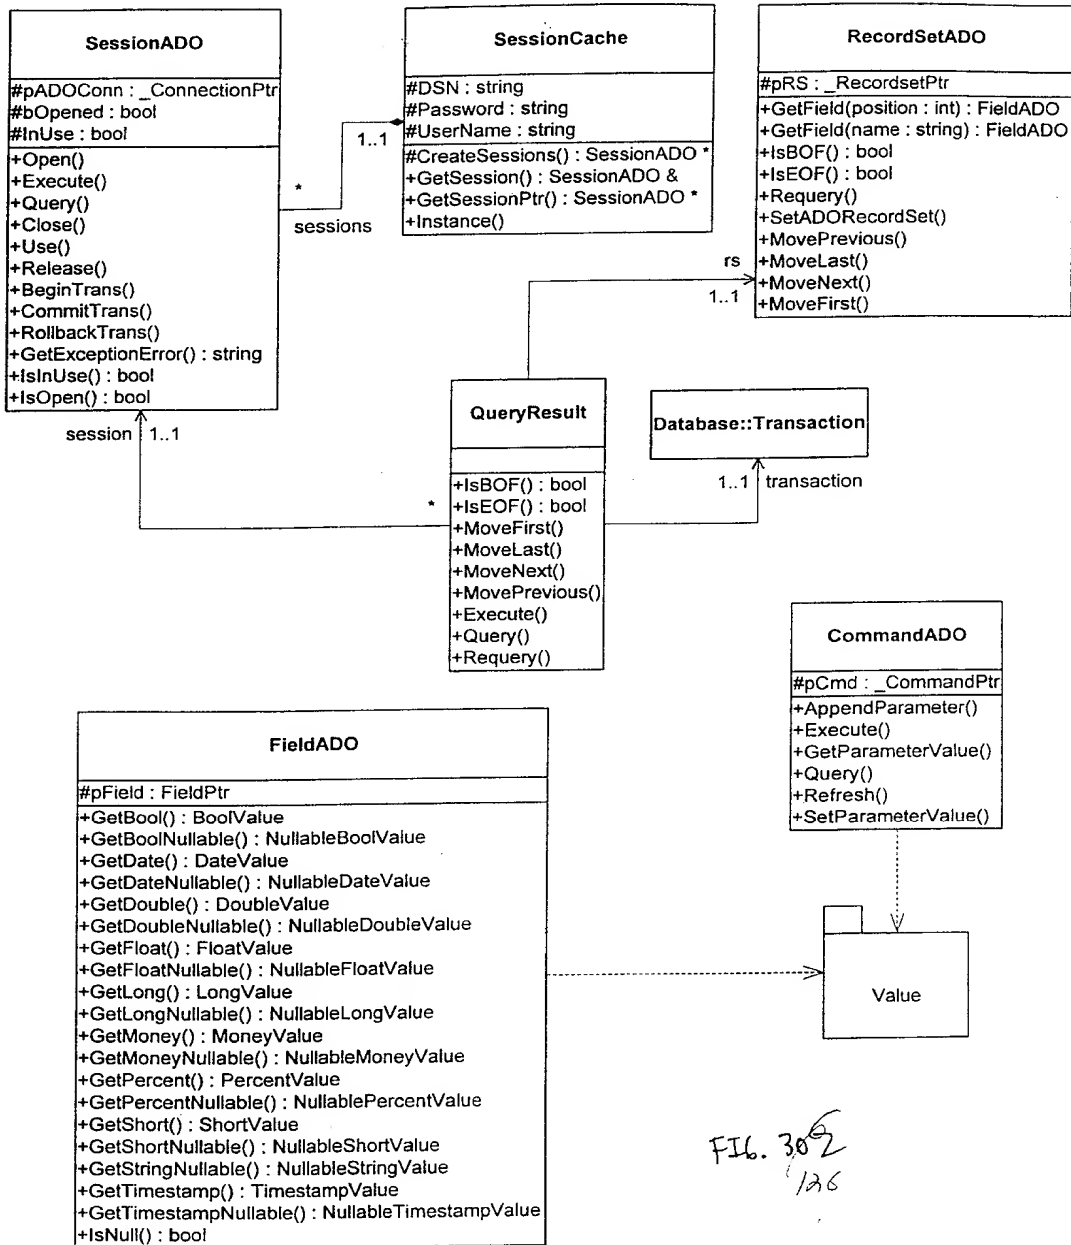 SessionADO
#pADOConn : _ConnectionPtr
#bOpened : bool
#InUse : bool
+Open()
+Execute()
+Query()
+Close()
+Use()
+Release()
+BeginTrans()
+CommitTrans()
+RollbackTrans()
+GetExceptionError() : string
+IsInUse() : bool
+IsOpen() : bool
1..1
*
sessions
SessionCache
#DSN : string
#Password : string
#UserName : string
#CreateSessions() : SessionADO *
+GetSession() : SessionADO &
+GetSessionPtr() : SessionADO *
+Instance()
RecordSetADO
#pRS : _RecordsetPtr
+GetField(position : int) : FieldADO
+GetField(name : string) : FieldADO
+IsBOF() : bool
+IsEOF() : bool
+Requery()
+SetADORecordSet()
+MovePrevious()
+MoveLast()
+MoveNext()
+MoveFirst()
rs
1..1
session
1..1
*
QueryResult
+IsBOF() : bool
+IsEOF() : bool
+MoveFirst()
+MoveLast()
+MoveNext()
+MovePrevious()
+Execute()
+Query()
+Requery()
Database::Transaction
1..1
transaction
CommandADO
#pCmd : _CommandPtr
+AppendParameter()
+Execute()
+GetParameterValue()
+Query()
+Refresh()
+SetParameterValue()
FieldADO
#pField : FieldPtr
+GetBool() : BoolValue
+GetBoolNullable() : NullableBoolValue
+GetDate() : DateValue
+GetDateNullable() : NullableDateValue
+GetDouble() : DoubleValue
+GetDoubleNullable() : NullableDoubleValue
+GetFloat() : FloatValue
+GetFloatNullable() : NullableFloatValue
+GetLong() : LongValue
+GetLongNullable() : NullableLongValue
+GetMoney() : MoneyValue
+GetMoneyNullable() : NullableMoneyValue
+GetPercent() : PercentValue
+GetPercentNullable() : NullablePercentValue
+GetShort() : ShortValue
+GetShortNullable() : NullableShortValue
+GetStringNullable() : NullableStringValue
+GetTimestamp() : TimestampValue
+GetTimestampNullable() : NullableTimestampValue
+IsNull() : bool
Value
FIG. 30
/126